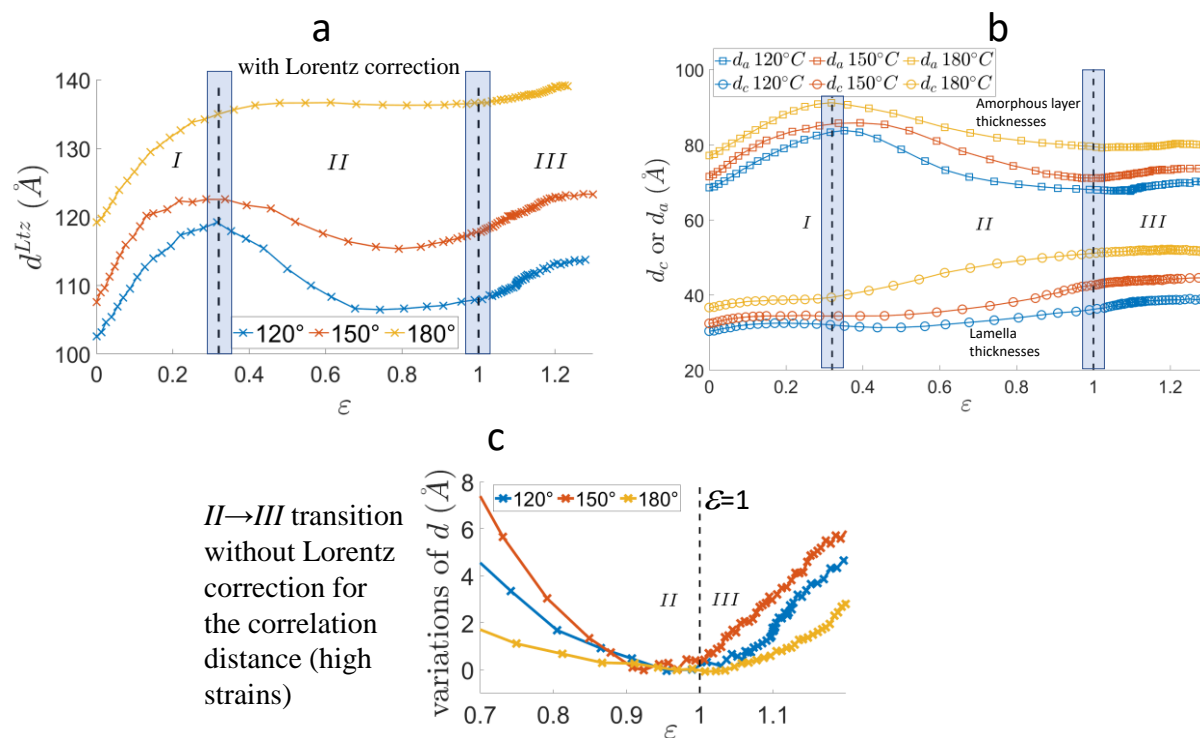 a
with Lorentz correction
140
130
120
110
100
d^{Ltz} (Å)
I
II
III
120° 150° 180°
0 0.2 0.4 0.6 0.8 1 1.2
ε
b
d_a 120°C d_a 150°C d_a 180°C
d_c 120°C d_c 150°C d_c 180°C
100
80
60
40
20
d_c or d_a (Å)
Amorphous layer
thicknesses
I
II
III
Lamella
thicknesses
0 0.2 0.4 0.6 0.8 1 1.2
ε
c
II→III transition
without Lorentz
correction for
the correlation
distance (high
strains)
8
6
4
2
0
variations of d (Å)
120° 150° 180°
ε=1
II
III
0.7 0.8 0.9 1 1.1
ε